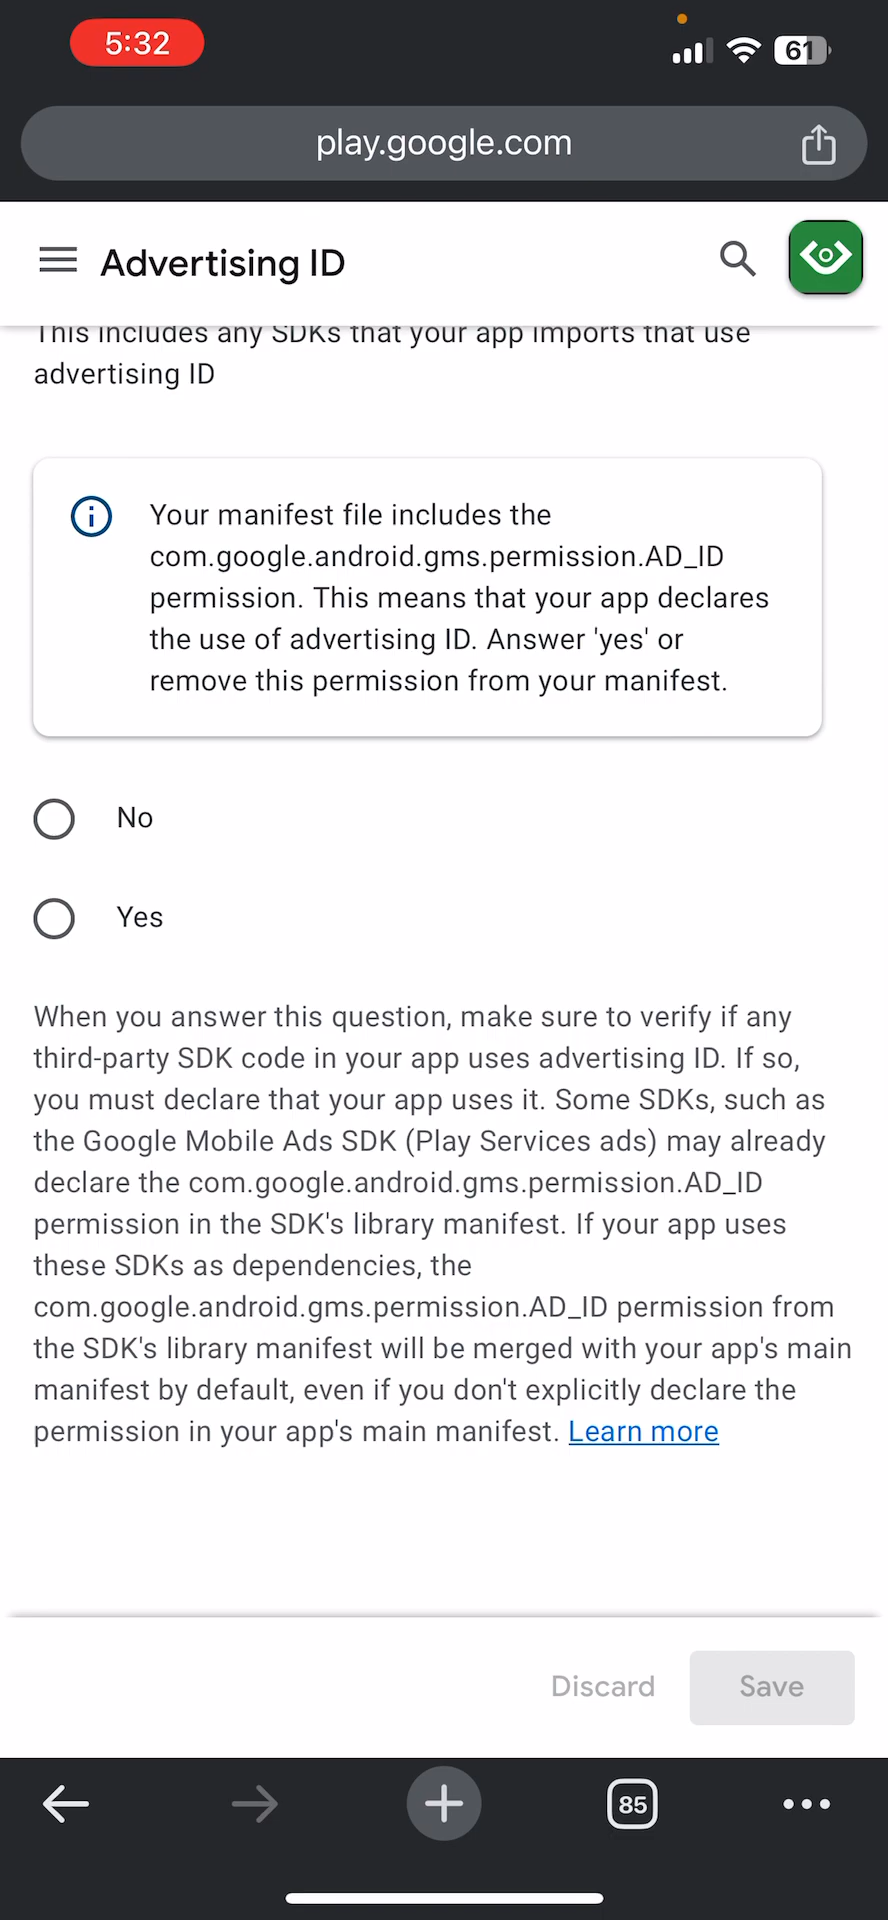 5:32
61
play.google.com
Advertising ID
This includes any SDKs that your app imports that use
advertising ID
Your manifest file includes the
com.google.android.gms.permission.AD_ID
permission. This means that your app declares
the use of advertising ID. Answer 'yes' or
remove this permission from your manifest.
No
Yes
When you answer this question, make sure to verify if any
third-party SDK code in your app uses advertising ID. If so,
you must declare that your app uses it. Some SDKs, such as
the Google Mobile Ads SDK (Play Services ads) may already
declare the com.google.android.gms.permission.AD_ID
permission in the SDK's library manifest. If your app uses
these SDKs as dependencies, the
com.google.android.gms.permission.AD_ID permission from
the SDK's library manifest will be merged with your app's main
manifest by default, even if you don't explicitly declare the
permission in your app's main manifest. Learn more
Discard
Save
85